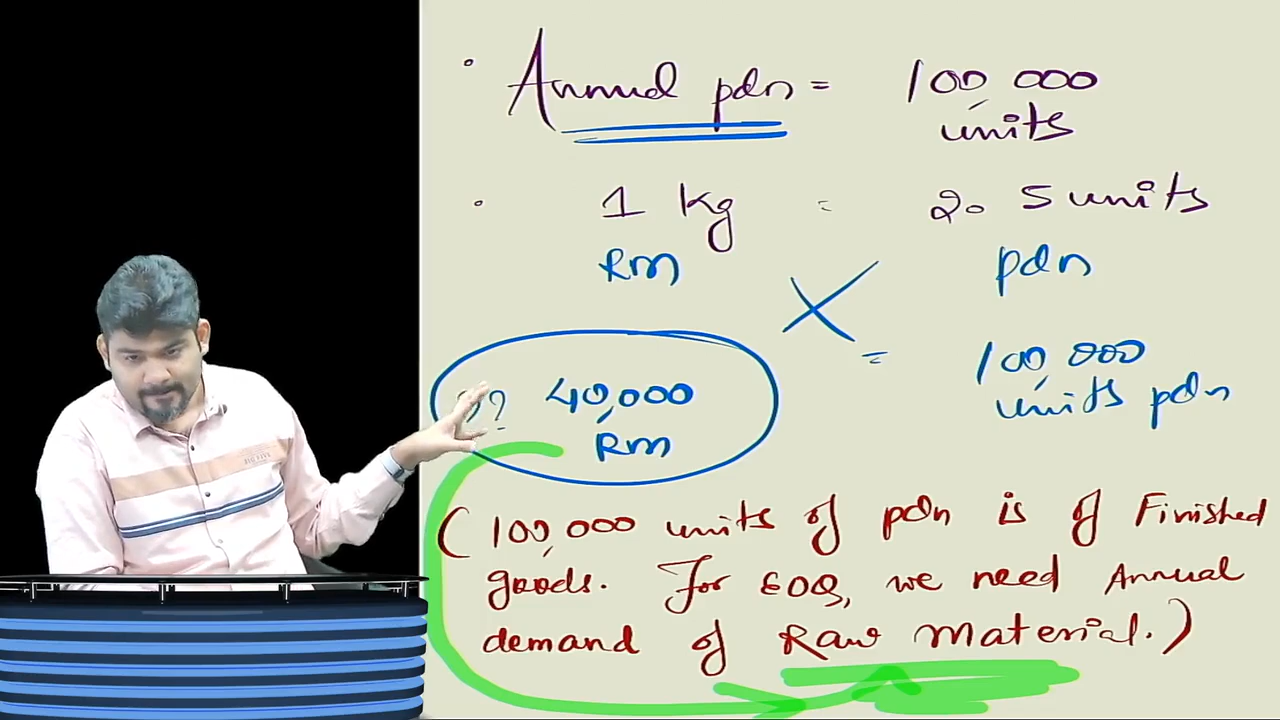 Annual pdn = 100,000
units
1 Kg = 2.5 units
RM pdn
= 100,000
units pdn
?? 40,000
RM
(100,000 units of pdn is of Finished
goods. For EOQ, we need Annual
demand of Raw Material.)